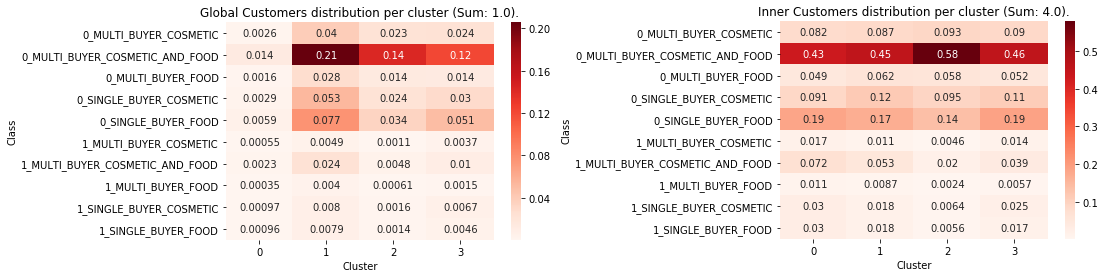 Global Customers distribution per cluster (Sum: 1.0).
Class
0_MULTI_BUYER_COSMETIC 0.0026 0.04 0.023 0.024
0_MULTI_BUYER_COSMETIC_AND_FOOD 0.014 0.21 0.14 0.12
0_MULTI_BUYER_FOOD 0.0016 0.028 0.014 0.014
0_SINGLE_BUYER_COSMETIC 0.0029 0.053 0.024 0.03
0_SINGLE_BUYER_FOOD 0.0059 0.077 0.034 0.051
1_MULTI_BUYER_COSMETIC 0.00055 0.0049 0.0011 0.0037
1_MULTI_BUYER_COSMETIC_AND_FOOD 0.0023 0.024 0.0048 0.01
1_MULTI_BUYER_FOOD 0.00035 0.004 0.00061 0.0015
1_SINGLE_BUYER_COSMETIC 0.00097 0.008 0.0016 0.0067
1_SINGLE_BUYER_FOOD 0.00096 0.0079 0.0014 0.0046
0 1 2 3
Cluster
0.20
0.16
0.12
0.08
0.04
Inner Customers distribution per cluster (Sum: 4.0).
Class
0_MULTI_BUYER_COSMETIC 0.082 0.087 0.093 0.09
0_MULTI_BUYER_COSMETIC_AND_FOOD 0.43 0.45 0.58 0.46
0_MULTI_BUYER_FOOD 0.049 0.062 0.058 0.052
0_SINGLE_BUYER_COSMETIC 0.091 0.12 0.095 0.11
0_SINGLE_BUYER_FOOD 0.19 0.17 0.14 0.19
1_MULTI_BUYER_COSMETIC 0.017 0.011 0.0046 0.014
1_MULTI_BUYER_COSMETIC_AND_FOOD 0.072 0.053 0.02 0.039
1_MULTI_BUYER_FOOD 0.011 0.0087 0.0024 0.0057
1_SINGLE_BUYER_COSMETIC 0.03 0.018 0.0064 0.025
1_SINGLE_BUYER_FOOD 0.03 0.018 0.0056 0.017
0 1 2 3
Cluster
0.5
0.4
0.3
0.2
0.1